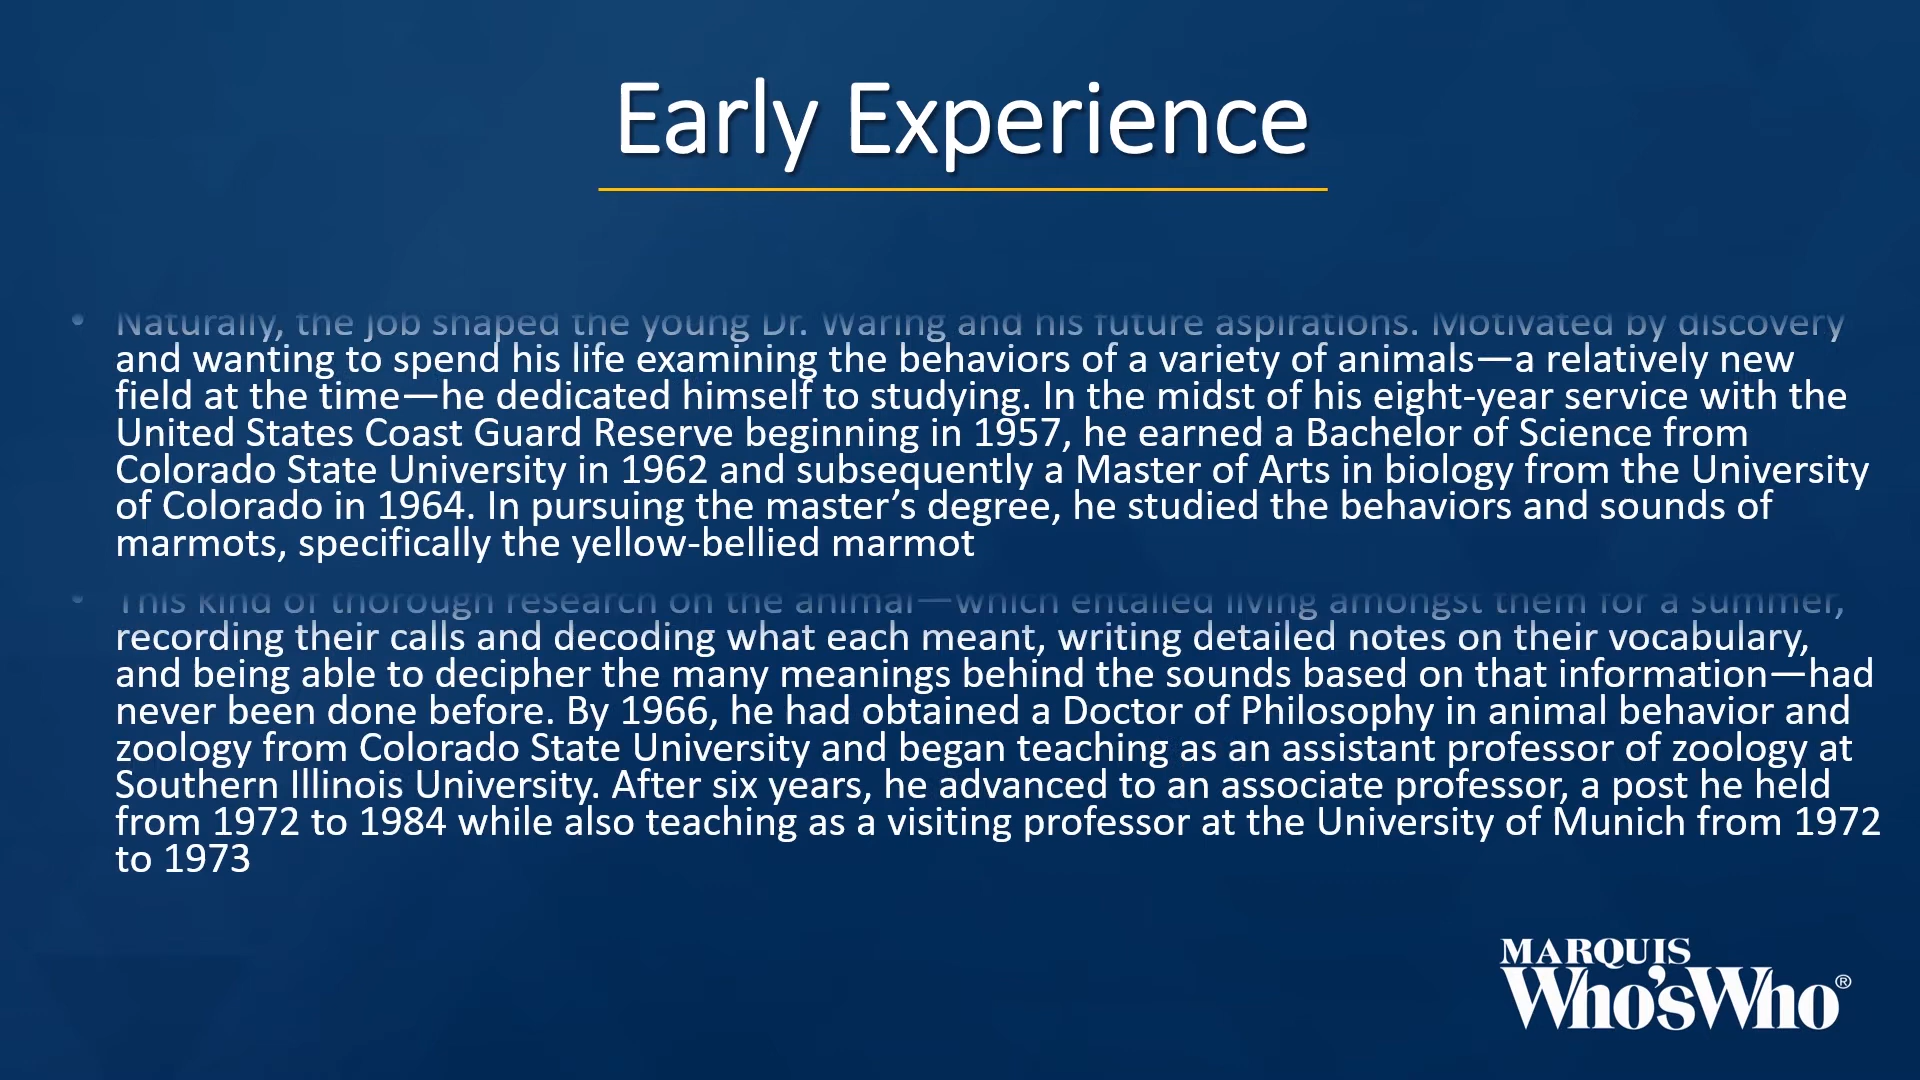 Early Experience
• Naturally, the job shaped the young Dr. Waring and his future aspirations. Motivated by discovery
and wanting to spend his life examining the behaviors of a variety of animals—a relatively new
field at the time—he dedicated himself to studying. In the midst of his eight-year service with the
United States Coast Guard Reserve beginning in 1957, he earned a Bachelor of Science from
Colorado State University in 1962 and subsequently a Master of Arts in biology from the University
of Colorado in 1964. In pursuing the master’s degree, he studied the behaviors and sounds of
marmots, specifically the yellow-bellied marmot
• This kind of thorough research on the animal—which entailed living amongst them for a summer,
recording their calls and decoding what each meant, writing detailed notes on their vocabulary,
and being able to decipher the many meanings behind the sounds based on that information—had
never been done before. By 1966, he had obtained a Doctor of Philosophy in animal behavior and
zoology from Colorado State University and began teaching as an assistant professor of zoology at
Southern Illinois University. After six years, he advanced to an associate professor, a post he held
from 1972 to 1984 while also teaching as a visiting professor at the University of Munich from 1972
to 1973
MARQUIS
Who'sWho®